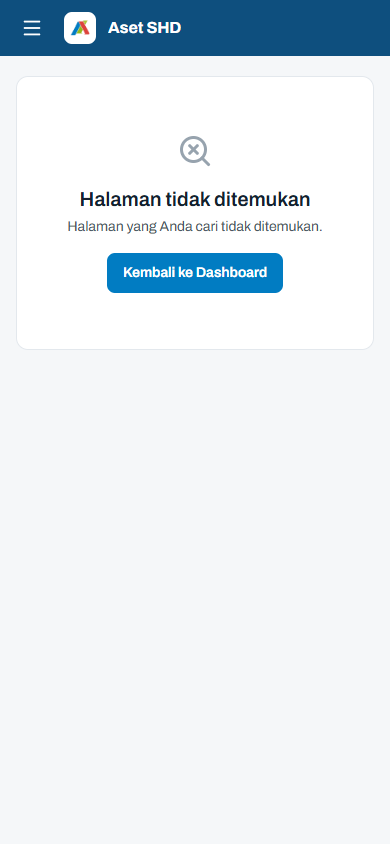 Aset SHD
Halaman tidak ditemukan
Halaman yang Anda cari tidak ditemukan.
Kembali ke Dashboard